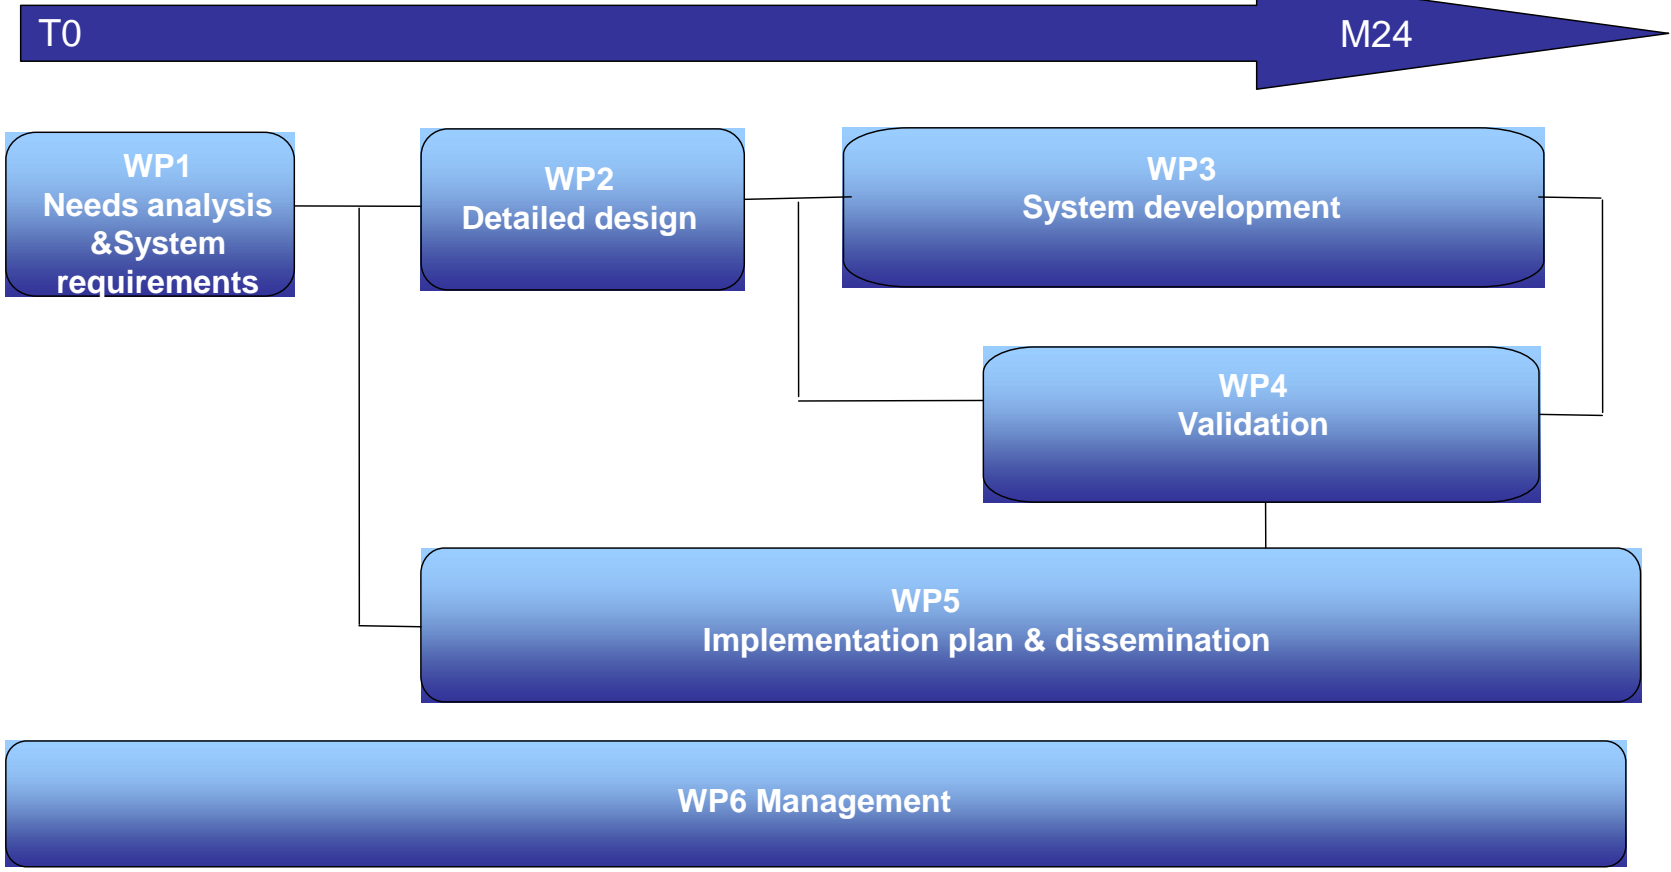 T0
M24
WP1
Needs analysis
&System
requirements
WP2
Detailed design
WP3
System development
WP4
Validation
WP5
Implementation plan & dissemination
WP6 Management